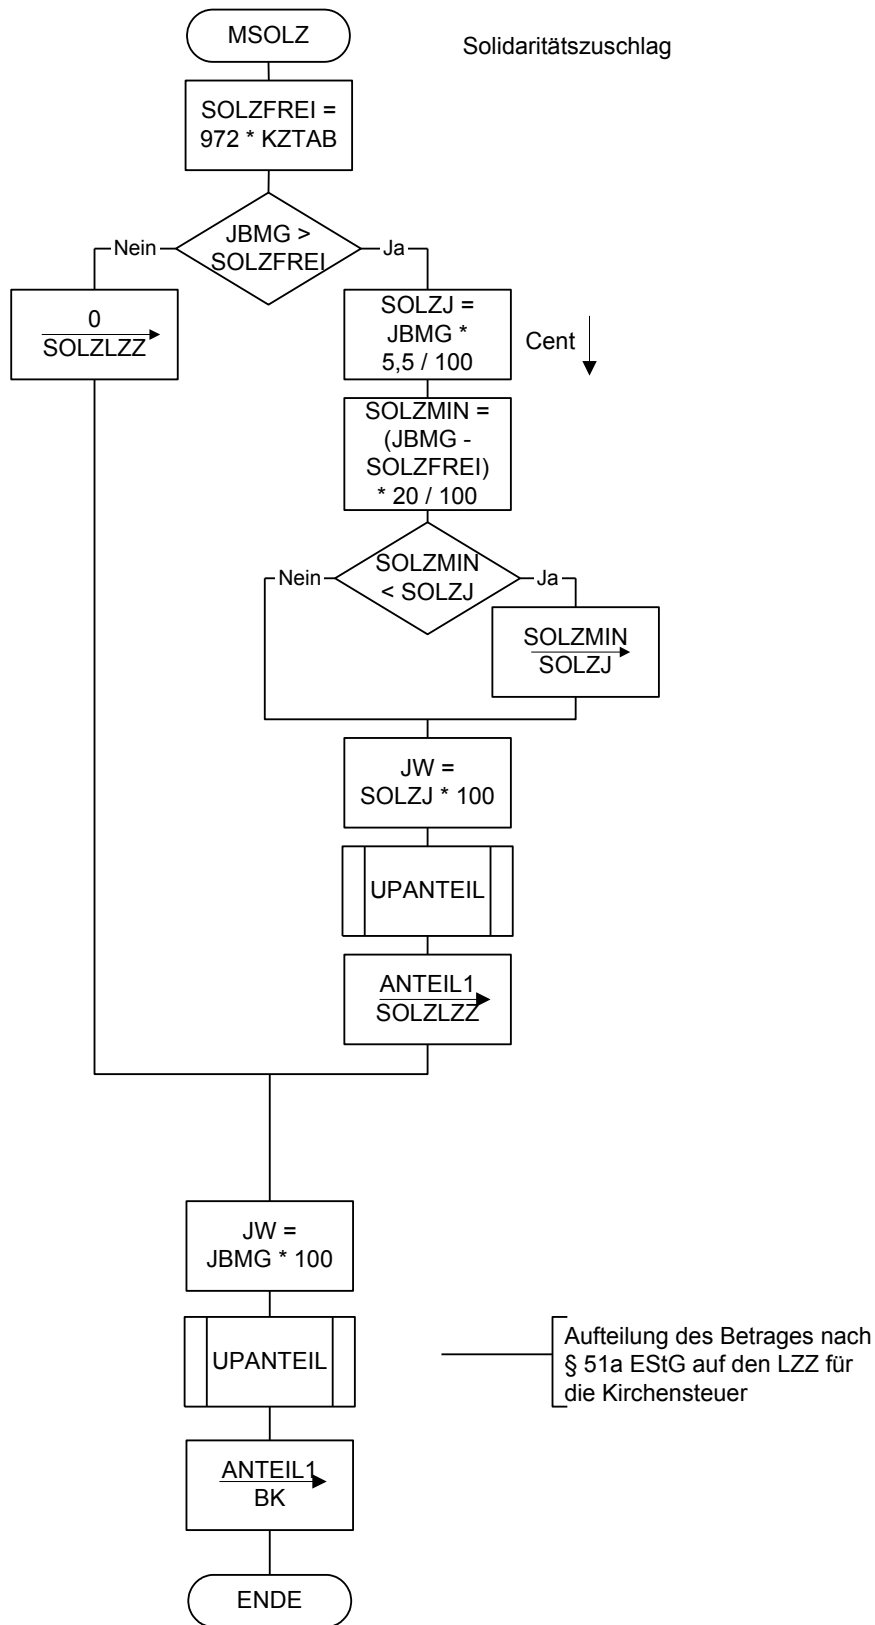 MSOLZ
Solidaritätszuschlag
SOLZFREI =
972 * KZTAB
JBMG >
SOLZFREI
Nein
Ja
0
SOLZLZZ
SOLZJ =
JBMG *
5,5 / 100
Cent
SOLZMIN =
(JBMG -
SOLZFREI)
* 20 / 100
SOLZMIN
< SOLZJ
Nein
Ja
SOLZMIN
SOLZJ
JW =
SOLZJ * 100
UPANTEIL
ANTEIL1
SOLZLZZ
JW =
JBMG * 100
UPANTEIL
Aufteilung des Betrages nach
§ 51a EStG auf den LZZ für
die Kirchensteuer
ANTEIL1
BK
ENDE